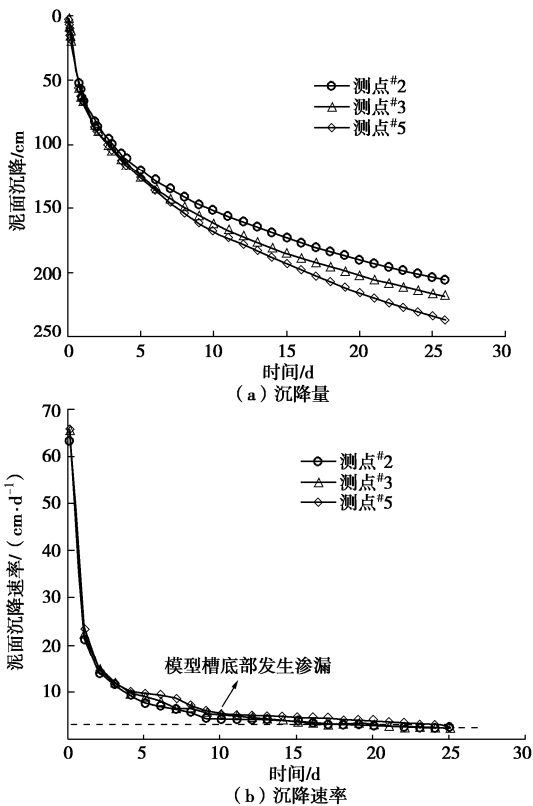 0
50
100
150
200
250
泥面沉降/cm
测点#2
测点#3
测点#5
0 5 10 15 20 25 30
时间/d
(a)沉降量
70
60
50
40
30
20
10
泥面沉降速率/(cm·d⁻¹)
测点#2
测点#3
测点#5
模型槽底部发生渗漏
0 5 10 15 20 25 30
时间/d
(b)沉降速率